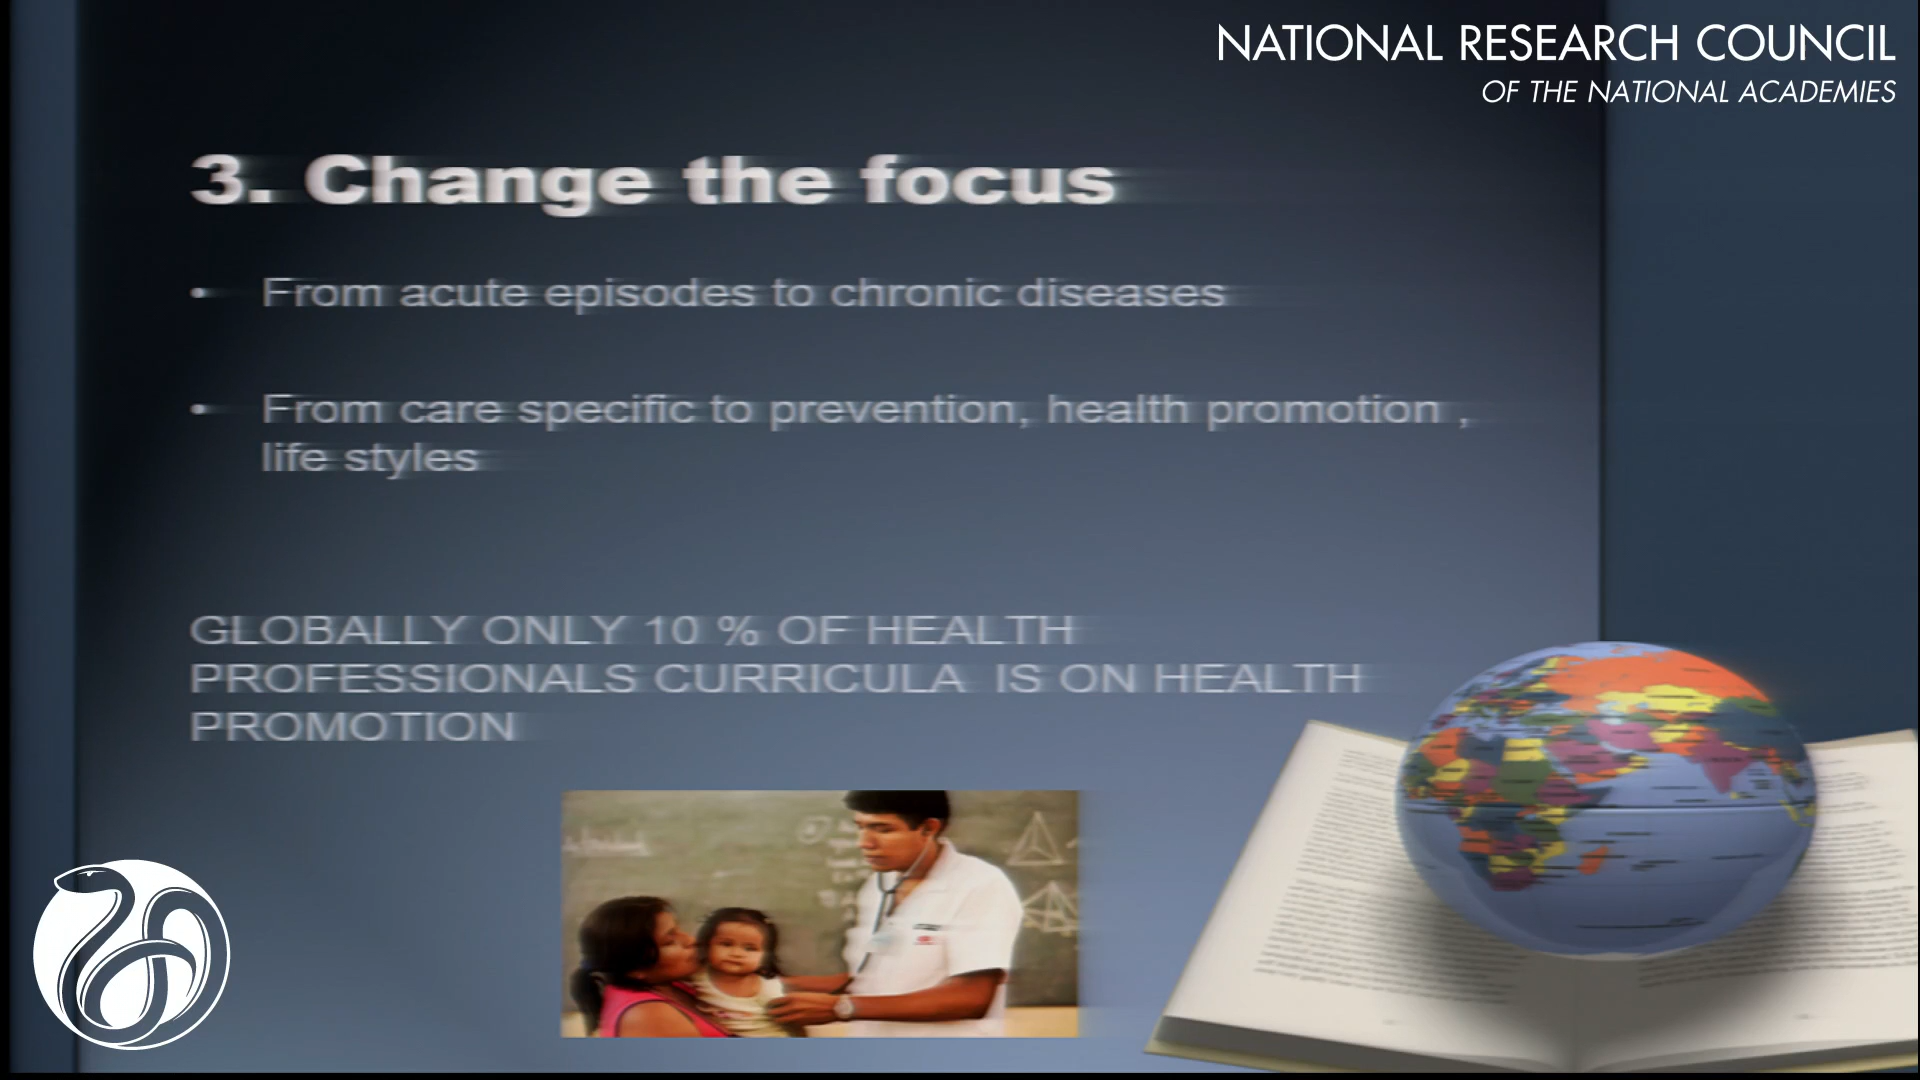 NATIONAL RESEARCH COUNCIL
OF THE NATIONAL ACADEMIES
3. Change the focus
• From acute episodes to chronic diseases
• From care specific to prevention, health promotion ,
life styles
GLOBALLY ONLY 10 % OF HEALTH
PROFESSIONALS CURRICULA  IS ON HEALTH
PROMOTION